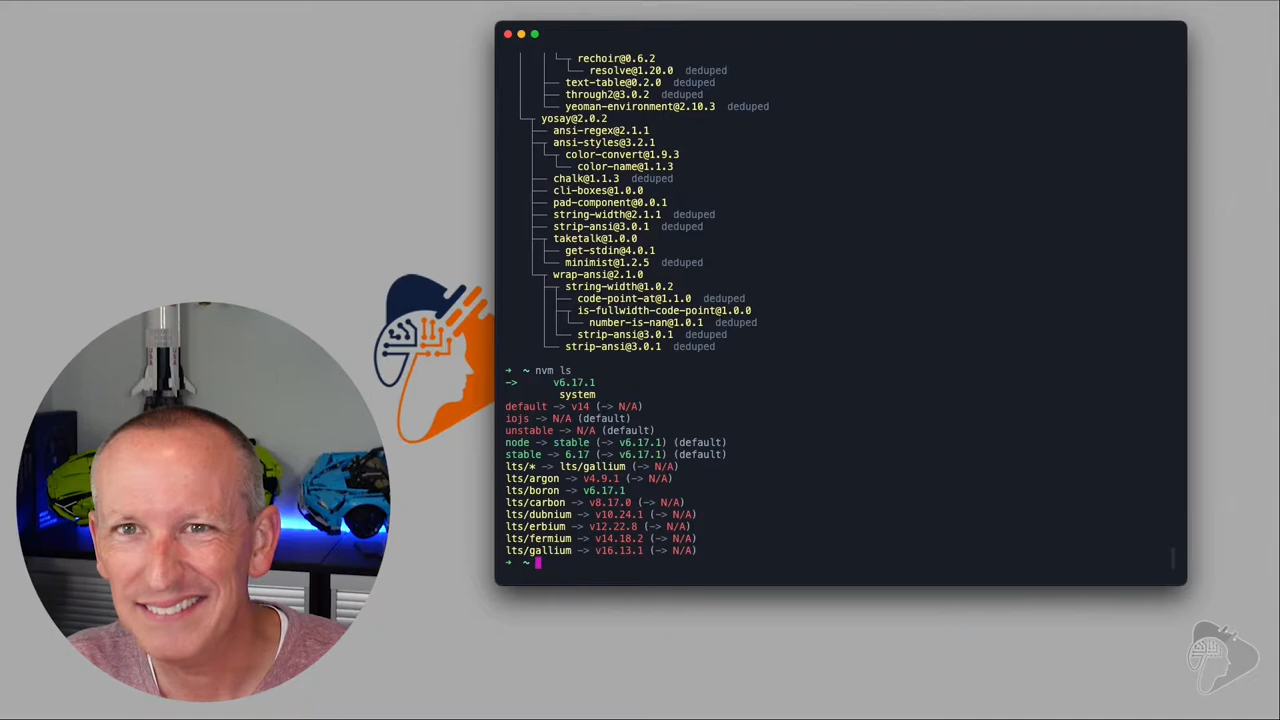 rechoir@0.6.2
resolve@1.20.0 deduped
text-table@0.2.0 deduped
through2@3.0.2 deduped
yeoman-environment@2.10.3 deduped
yosay@2.0.2
ansi-regex@2.1.1
ansi-styles@3.2.1
color-convert@1.9.3
color-name@1.1.3
chalk@1.1.3 deduped
cli-boxes@1.0.0
pad-component@0.0.1
string-width@2.1.1 deduped
strip-ansi@3.0.1 deduped
taketalk@1.0.0
get-stdin@4.0.1
minimist@1.2.5 deduped
wrap-ansi@2.1.0
string-width@1.0.2
code-point-at@1.1.0 deduped
is-fullwidth-code-point@1.0.0
number-is-nan@1.0.1 deduped
strip-ansi@3.0.1 deduped
strip-ansi@3.0.1 deduped
➜ ~ nvm ls
-> v6.17.1
system
default -> v14 (-> N/A)
iojs -> N/A (default)
unstable -> N/A (default)
node -> stable (-> v6.17.1) (default)
stable -> 6.17 (-> v6.17.1) (default)
lts/* -> lts/gallium (-> N/A)
lts/argon -> v4.9.1 (-> N/A)
lts/boron -> v6.17.1
lts/carbon -> v8.17.0 (-> N/A)
lts/dubnium -> v10.24.1 (-> N/A)
lts/erbium -> v12.22.8 (-> N/A)
lts/fermium -> v14.18.2 (-> N/A)
lts/gallium -> v16.13.1 (-> N/A)
➜ ~